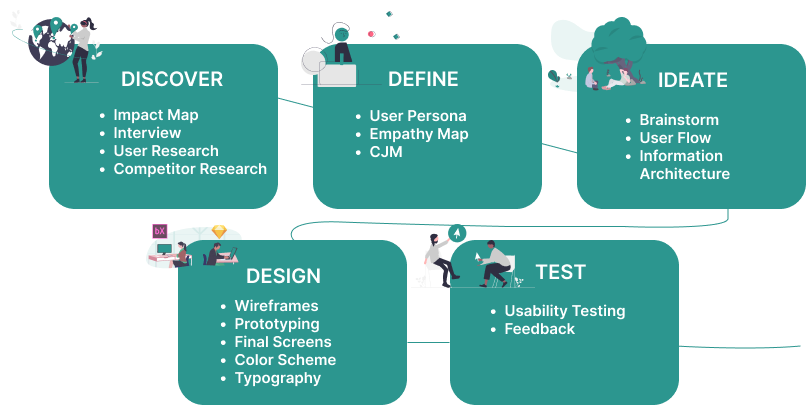 DISCOVER
• Impact Map
• Interview
• User Research
• Competitor Research
DEFINE
• User Persona
• Empathy Map
• CJM
IDEATE
• Brainstorm
• User Flow
• Information
Architecture
bX
DESIGN
• Wireframes
• Prototyping
• Final Screens
• Color Scheme
• Typography
TEST
• Usability Testing
• Feedback